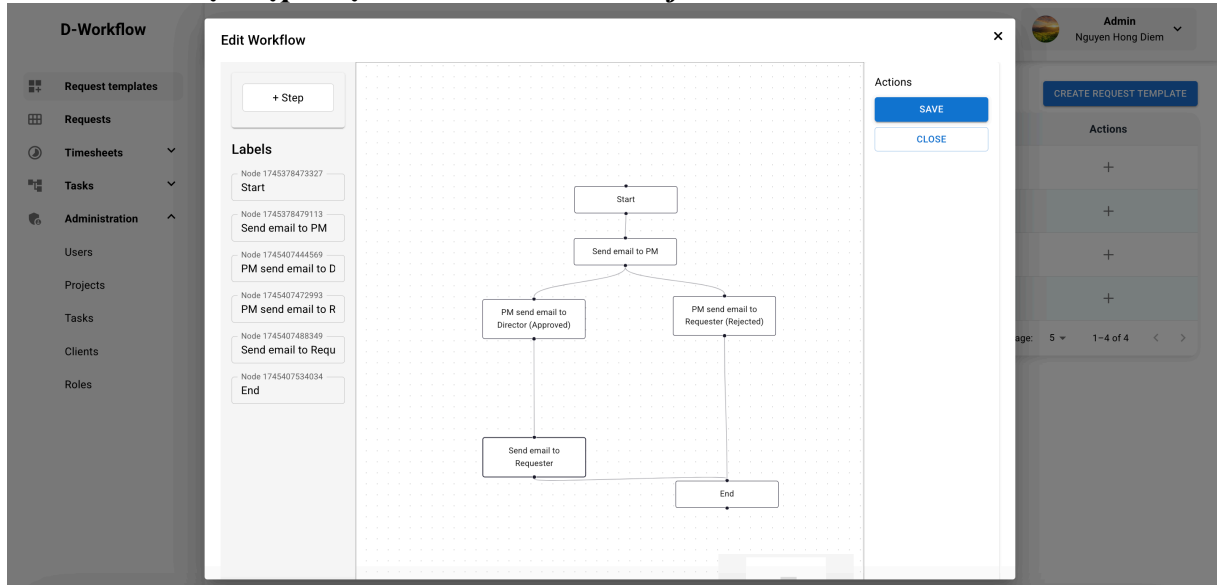 D-Workflow
Request templates
Requests
Timesheets
Tasks
Administration
Users
Projects
Tasks
Clients
Roles
Edit Workflow
+ Step
Labels
Node 1745378473327
Start
Node 1745378479113
Send email to PM
Node 1745407444569
PM send email to D
Node 1745407472993
PM send email to R
Node 1745407488349
Send email to Requ
Node 1745407534034
End
Start
Send email to PM
PM send email to
Director (Approved)
PM send email to
Requester (Rejected)
Send email to
Requester
End
Actions
SAVE
CLOSE
Admin
Nguyen Hong Diem
CREATE REQUEST TEMPLATE
Actions
age: 5 1–4 of 4